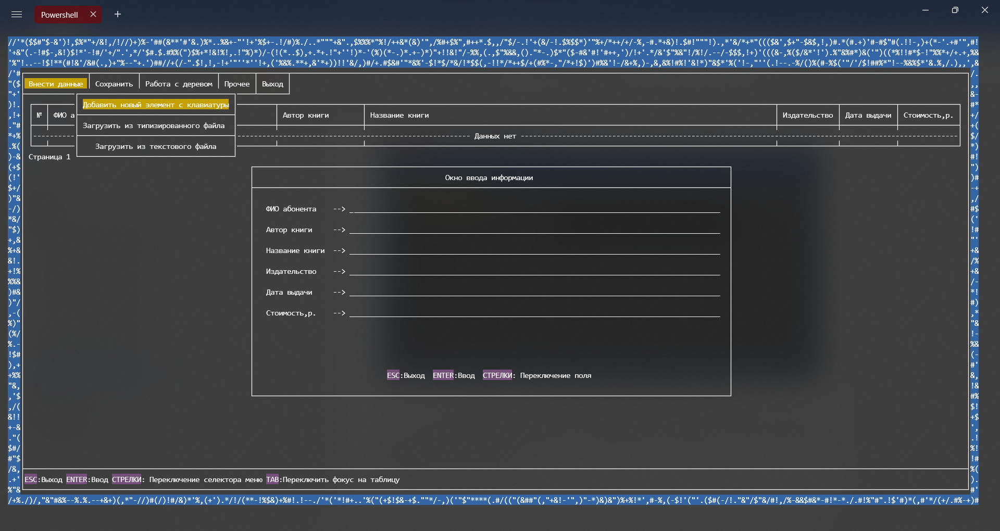 Powershell
Внести данные Сохранить Работа с деревом Прочее Выход
Добавить новый элемент с клавиатуры
№ ФИО а Автор книги Название книги Издательство Дата выдачи Стоимость,р.
Загрузить из типизированного файла
Данных нет
Загрузить из текстового файла
Страница 1
Окно ввода информации
ФИО абонента -->
Автор книги -->
Название книги -->
Издательство -->
Дата выдачи -->
Стоимость,р. -->
ESC:Выход ENTER:Ввод СТРЕЛКИ: Переключение поля
ESC:Выход ENTER:Ввод СТРЕЛКИ: Переключение селектора меню TAB:Переключить фокус на таблицу